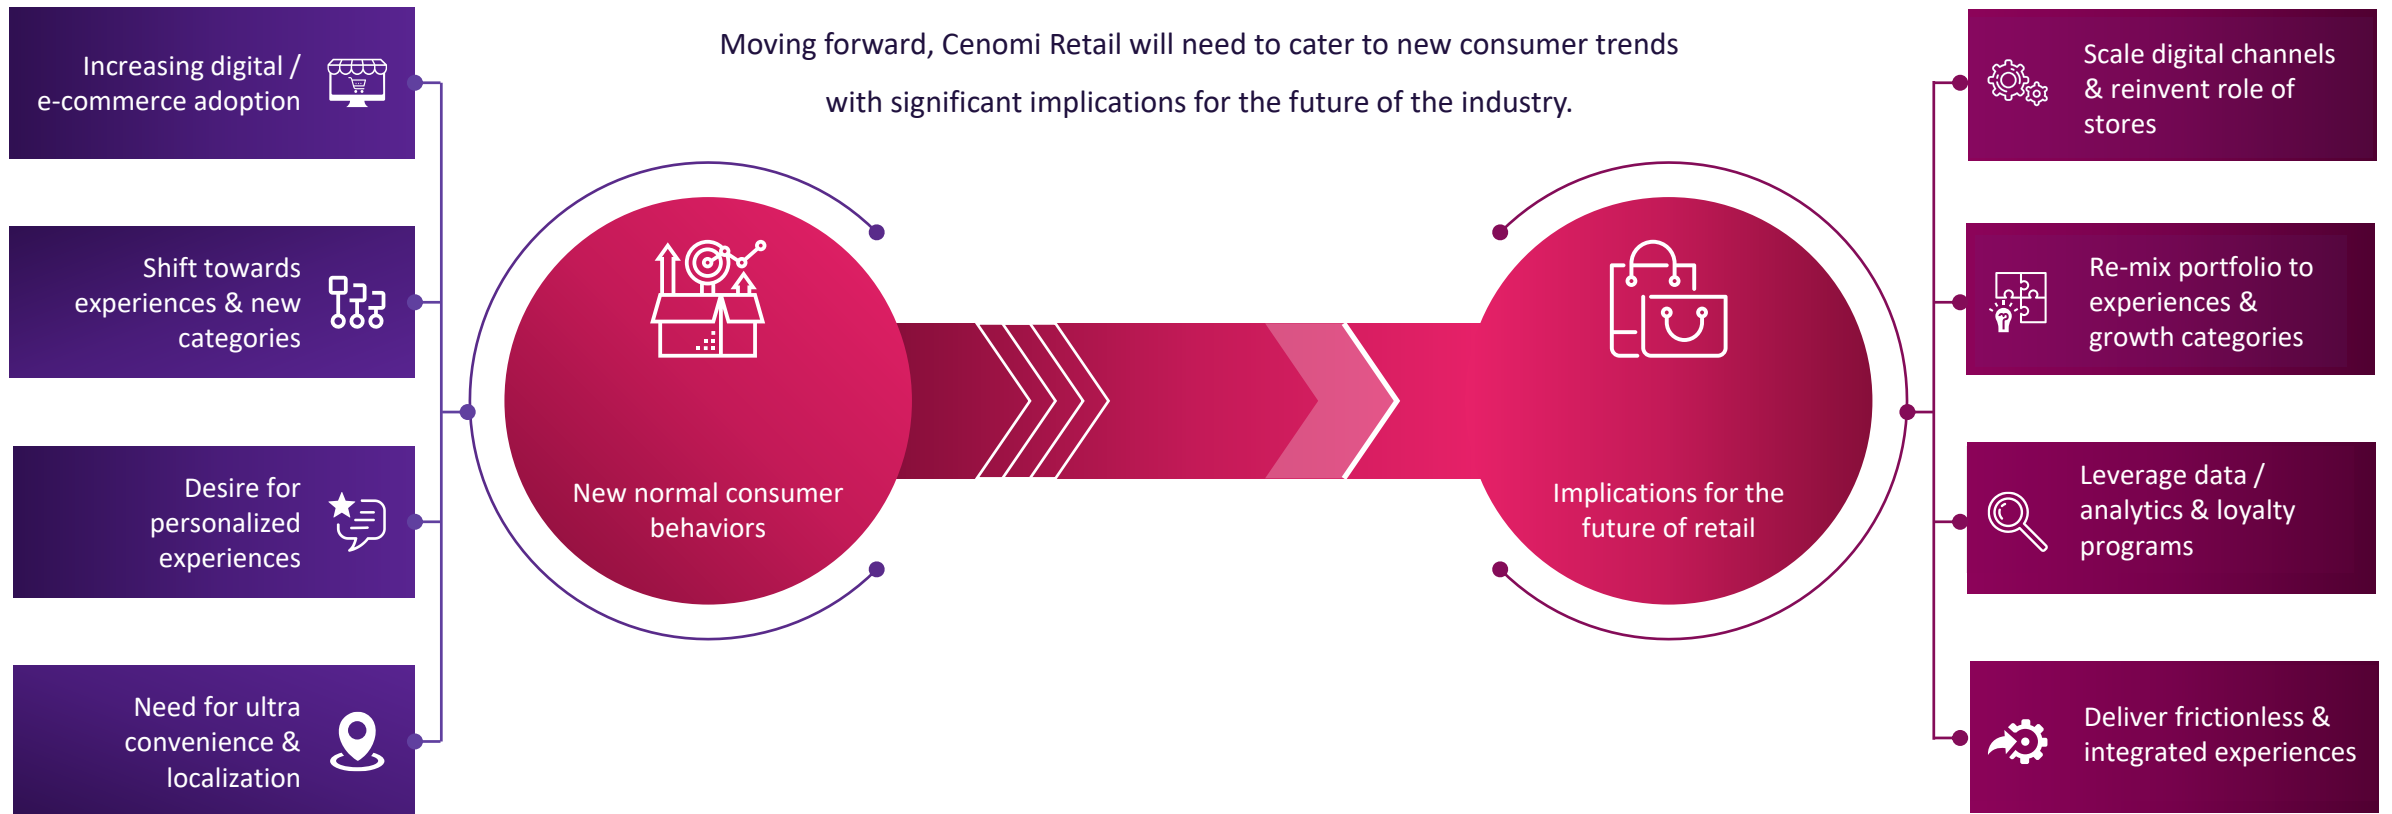 Moving forward, Cenomi Retail will need to cater to new consumer trends
with significant implications for the future of the industry.
Increasing digital /
e-commerce adoption
Shift towards
experiences & new
categories
Desire for
personalized
experiences
Need for ultra
convenience &
localization
New normal consumer
behaviors
Implications for the
future of retail
Scale digital channels
& reinvent role of
stores
Re-mix portfolio to
experiences &
growth categories
Leverage data /
analytics & loyalty
programs
Deliver frictionless &
integrated experiences